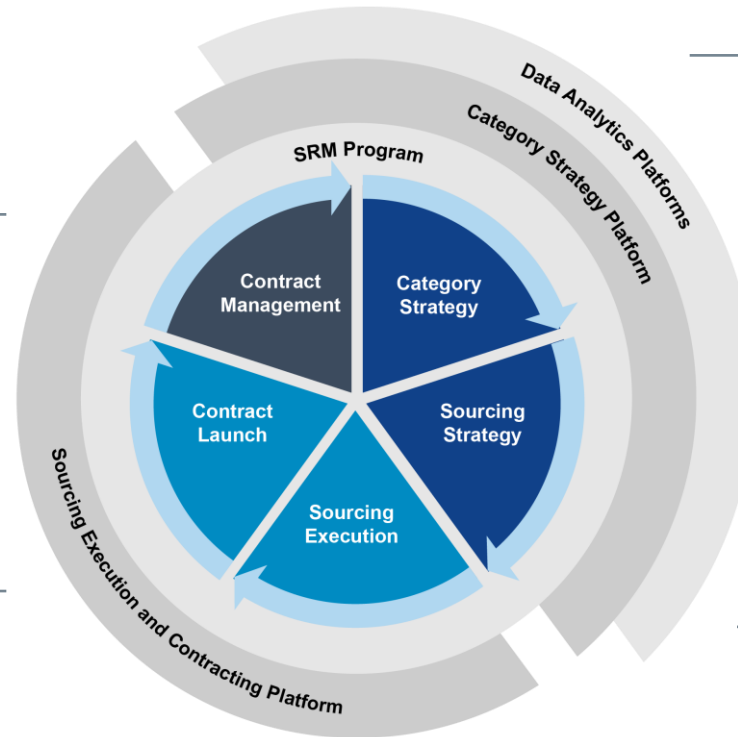 Data Analytics Platforms
Category Strategy Platform
SRM Program
Contract
Management
Category
Strategy
Contract
Launch
Sourcing
Strategy
Sourcing
Execution
Sourcing Execution and Contracting Platform